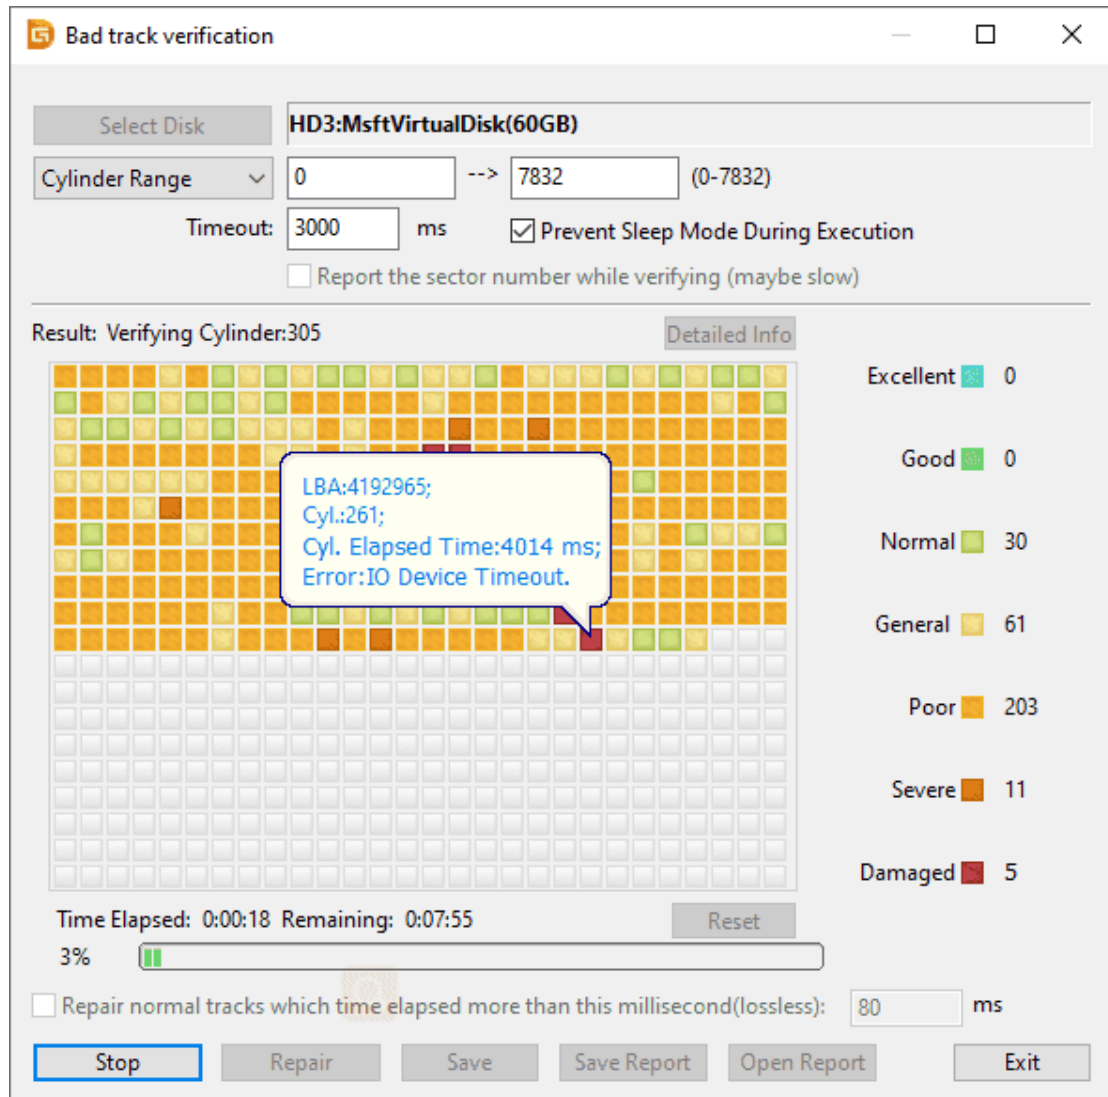 Bad track verification
Select Disk HD3:MsftVirtualDisk(60GB)
Cylinder Range 0 --> 7832 (0-7832)
Timeout: 3000 ms Prevent Sleep Mode During Execution
Report the sector number while verifying (maybe slow)
Result: Verifying Cylinder:305 Detailed Info
Excellent 0
Good 0
LBA:4192965;
Cyl.:261;
Cyl. Elapsed Time:4014 ms;
Error:IO Device Timeout.
Normal 30
General 61
Poor 203
Severe 11
Damaged 5
Time Elapsed: 0:00:18 Remaining: 0:07:55 Reset
3%
Repair normal tracks which time elapsed more than this millisecond(lossless): 80 ms
Stop Repair Save Save Report Open Report Exit